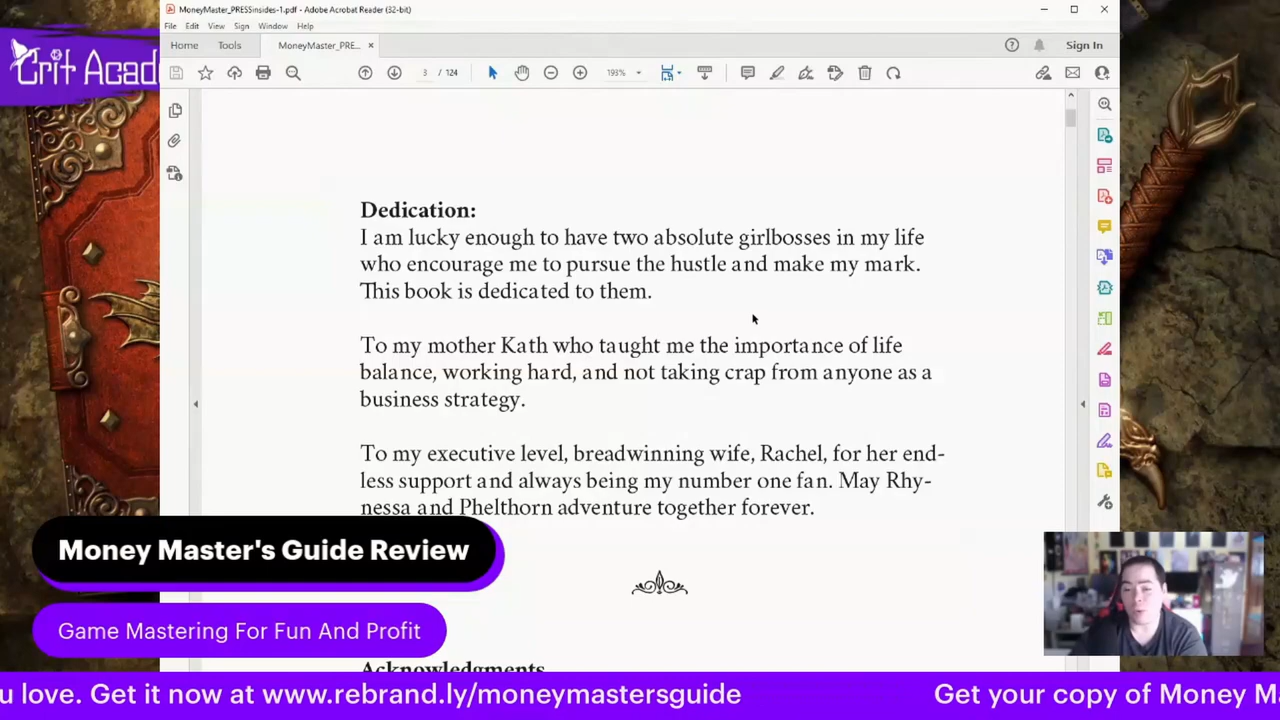 MoneyMaster_PRESSinsides-1.pdf - Adobe Acrobat Reader (32-bit)
File Edit View Sign Window Help
Home Tools MoneyMaster_PRE... × Sign In
3 / 124 193%
Crit Acad
Dedication:
I am lucky enough to have two absolute girlbosses in my life
who encourage me to pursue the hustle and make my mark.
This book is dedicated to them.
To my mother Kath who taught me the importance of life
balance, working hard, and not taking crap from anyone as a
business strategy.
To my executive level, breadwinning wife, Rachel, for her end-
less support and always being my number one fan. May Rhy-
nessa and Phelthorn adventure together forever.
Acknowledgments
Money Master's Guide Review
Game Mastering For Fun And Profit
u love. Get it now at www.rebrand.ly/moneymastersguide Get your copy of Money Ma